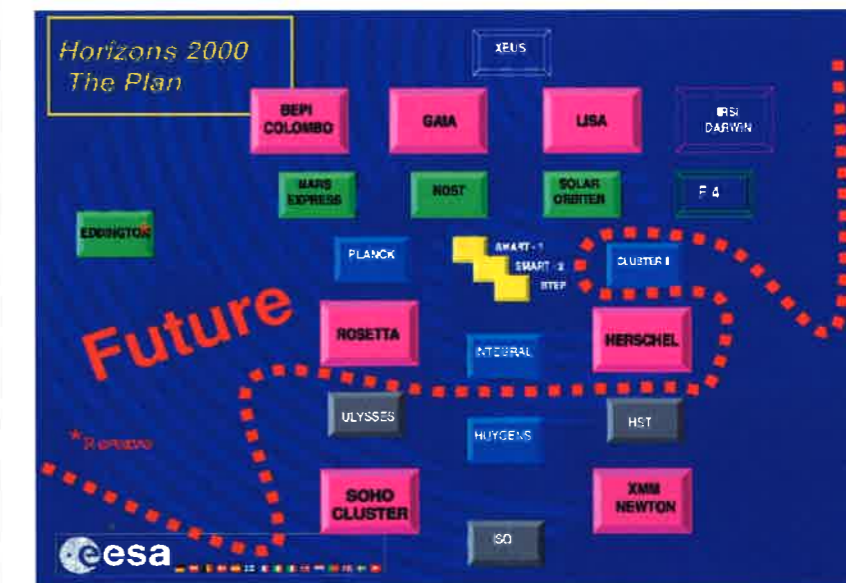 Horizons 2000
The Plan
XEUS
BEPI
COLOMBO
GAIA
LISA
IRSI
DARWIN
MARS
EXPRESS
NGST
SOLAR
ORBITER
F 4
EDDINGTON*
PLANCK
SMART - 1
SMART - 2
STEP
CLUSTER II
Future
ROSETTA
INTEGRAL
HERSCHEL
ULYSSES
HUYGENS
HST
SOHO
CLUSTER
XMM
NEWTON
ISO
esa